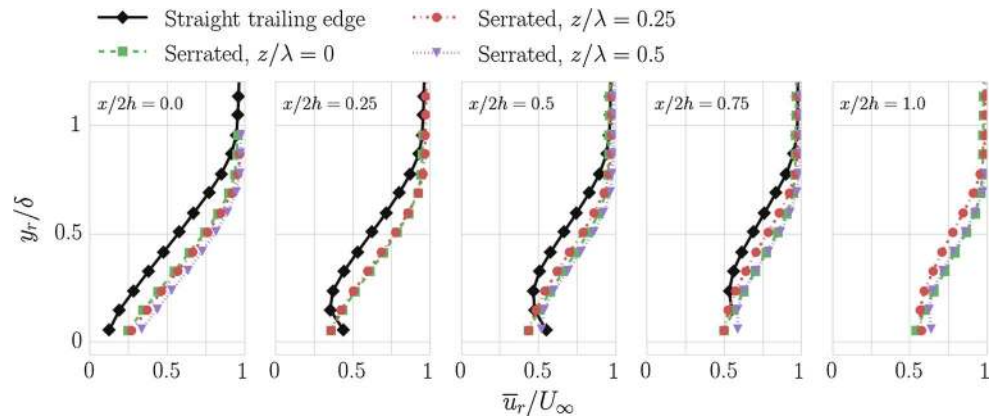 Straight trailing edge
Serrated, z/λ = 0
Serrated, z/λ = 0.25
Serrated, z/λ = 0.5
x/2h = 0.0
x/2h = 0.25
x/2h = 0.5
x/2h = 0.75
x/2h = 1.0
1
0.5
0
y_r/δ
0 0.5 1 0 0.5 1 0 0.5 1 0 0.5 1 0 0.5 1
u̅_r/U_∞